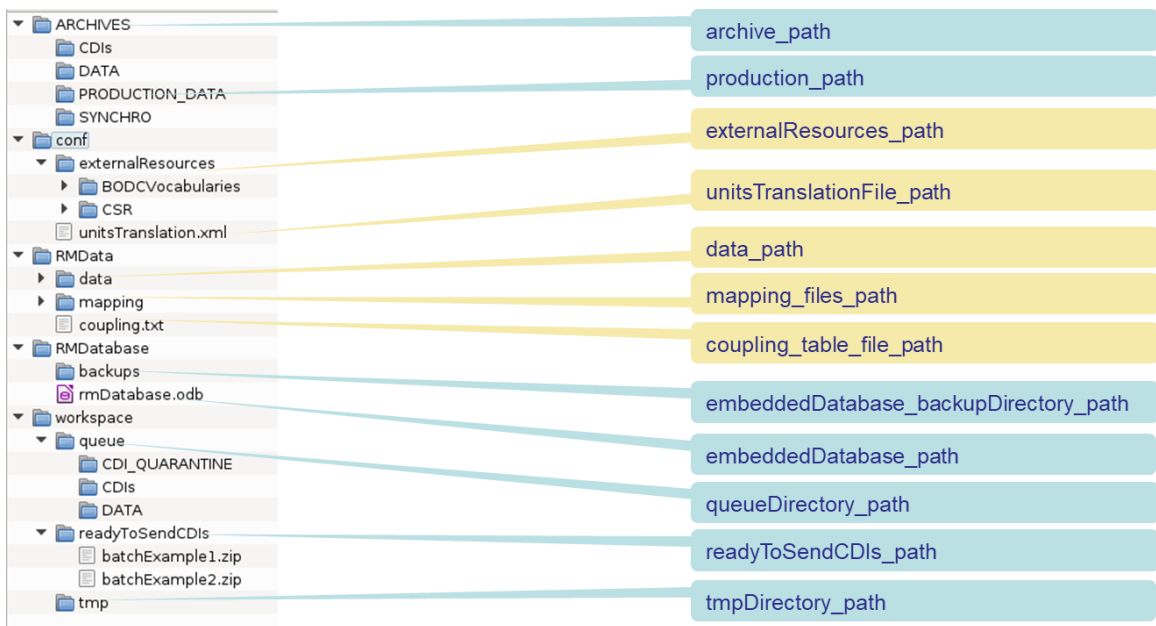 ARCHIVES
CDIs
DATA
PRODUCTION_DATA
SYNCHRO
conf
externalResources
BODCVocabularies
CSR
unitsTranslation.xml
RMData
data
mapping
coupling.txt
RMDatabase
backups
rmDatabase.odb
workspace
queue
CDI_QUARANTINE
CDIs
DATA
readyToSendCDIs
batchExample1.zip
batchExample2.zip
tmp
archive_path
production_path
externalResources_path
unitsTranslationFile_path
data_path
mapping_files_path
coupling_table_file_path
embeddedDatabase_backupDirectory_path
embeddedDatabase_path
queueDirectory_path
readyToSendCDIs_path
tmpDirectory_path